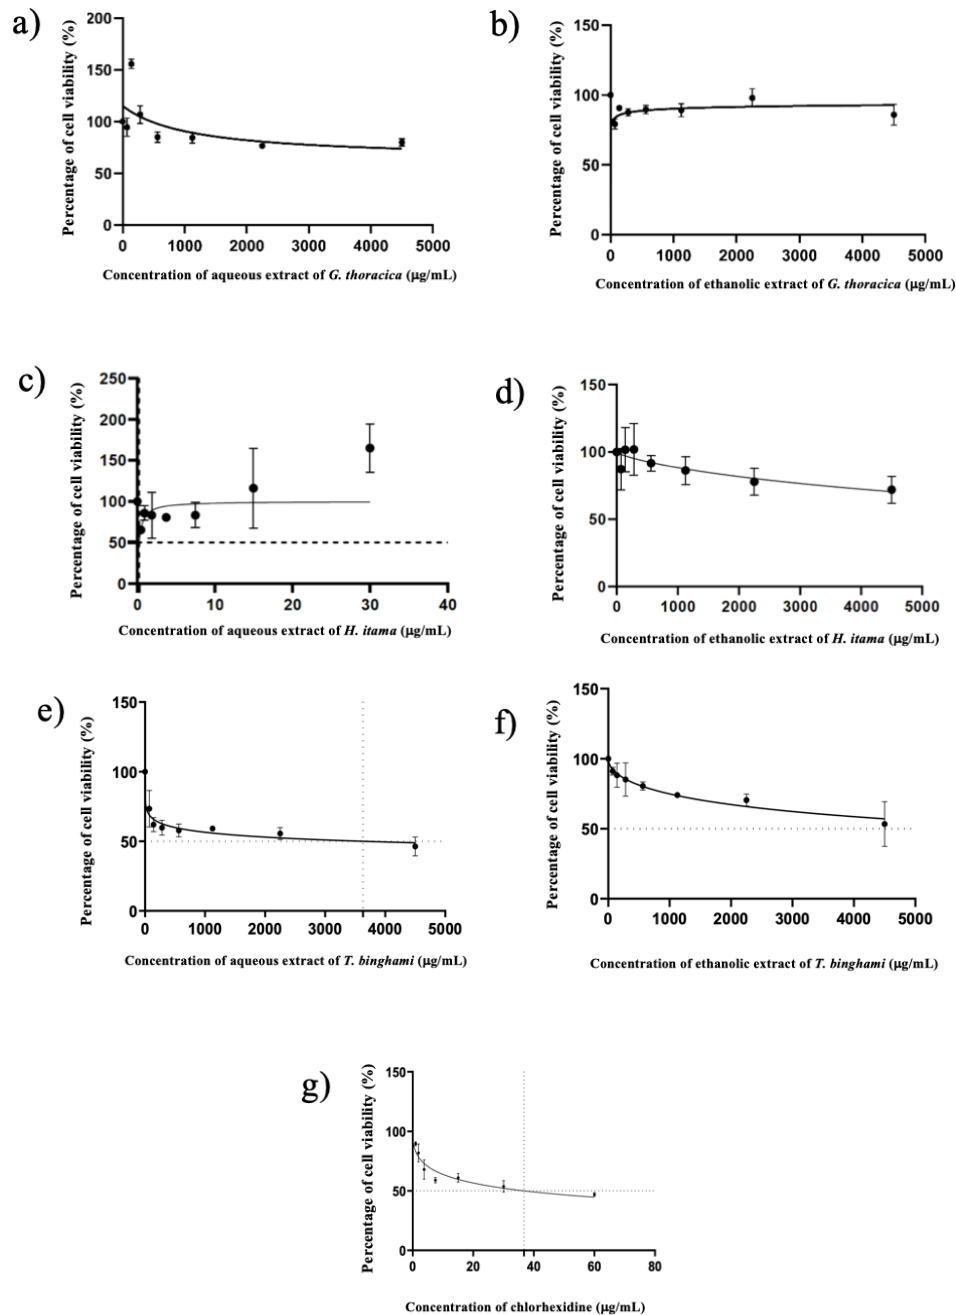 a)
Percentage of cell viability (%)
200
150
100
50
0
0 1000 2000 3000 4000 5000
Concentration of aqueous extract of G. thoracica (µg/mL)
b)
Percentage of cell viability (%)
150
100
50
0
0 1000 2000 3000 4000 5000
Concentration of ethanolic extract of G. thoracica (µg/mL)
c)
Percentage of cell viability (%)
250
200
150
100
50
0
0 10 20 30 40
Concentration of aqueous extract of H. itama (µg/mL)
d)
Percentage of cell viability (%)
150
100
50
0
0 1000 2000 3000 4000 5000
Concentration of ethanolic extract of H. itama (µg/mL)
e)
Percentage of cell viability (%)
150
100
50
0
0 1000 2000 3000 4000 5000
Concentration of aqueous extract of T. binghami (µg/mL)
f)
Percentage of cell viability (%)
150
100
50
0
0 1000 2000 3000 4000 5000
Concentration of ethanolic extract of T. binghami (µg/mL)
g)
Percentage of cell viability (%)
150
100
50
0
0 20 40 60 80
Concentration of chlorhexidine (µg/mL)